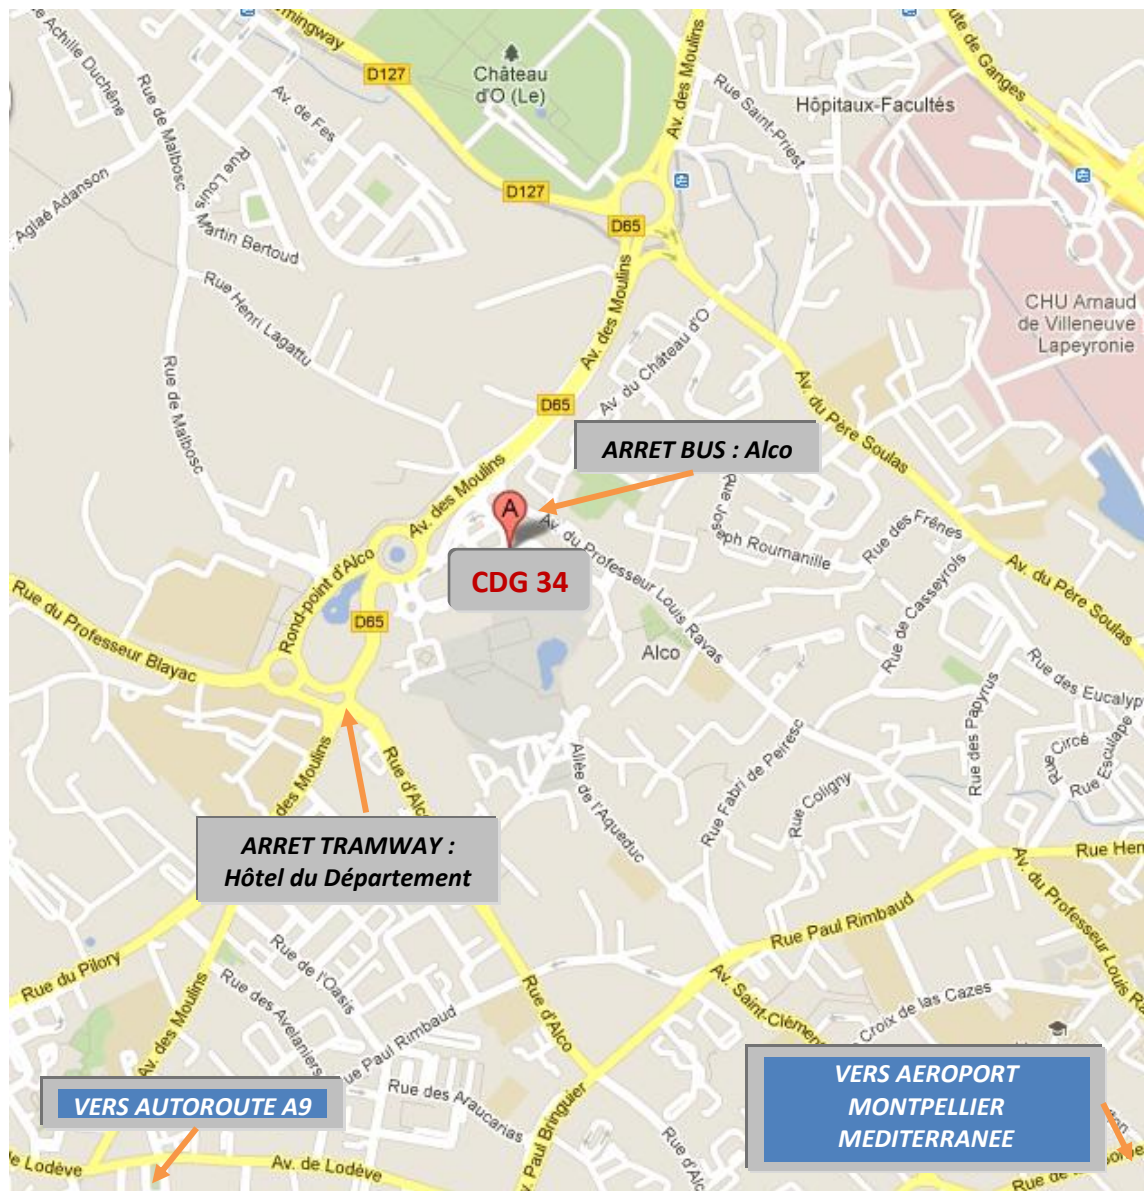 emingway
D127
Château
d'O (Le)
Av. des Moulins
Rue Saint-Priest
Hôpitaux-Facultés
ute de Ganges
e Achille Duchêne
Rue de Malbosc
Av. de Fes
Rue Louis
Martin Bertoud
Aglaé Adanson
D127
D65
Rue Henri Lagattu
Av. des Moulins
CHU Arnaud
de Villeneuve
Lapeyronie
Rue de Malbosc
Av. du Château d'O
D65
Av. du Père Soulas
ARRET BUS : Alco
Av. des Moulins
A
Av. du Professeur Louis Ravas
Rue Joseph Roumanille
Rue des Frênes
Rond-point d'Alco
CDG 34
Rue de Casseyrols
Av. du Père Soulas
Rue du Professeur Blayac
D65
Alco
Rue des Eucalyp
Rue des Papyrus
Circé
Rue
Rue Esculape
des Moulins
Rue d'Alco
Allée de l'Aqueduc
Rue Fabri de Peiresc
Rue Coligny
ARRET TRAMWAY :
Hôtel du Département
Rue Hen
Av. du Professeur Louis Ra
Rue Paul Rimbaud
Rue du Pilory
Rue de l'Oasis
Rue des Avelaniers
Av. des Moulins
Rue d'Alco
Av. Saint-Clémen
Croix de las Cazes
ue Paul Rimbaud
Rue des Araucarias
. Paul Bringuier
VERS AUTOROUTE A9
VERS AEROPORT
MONTPELLIER
MEDITERRANEE
e Lodève
Av. de Lodève
Rue d'Alc
Rue de